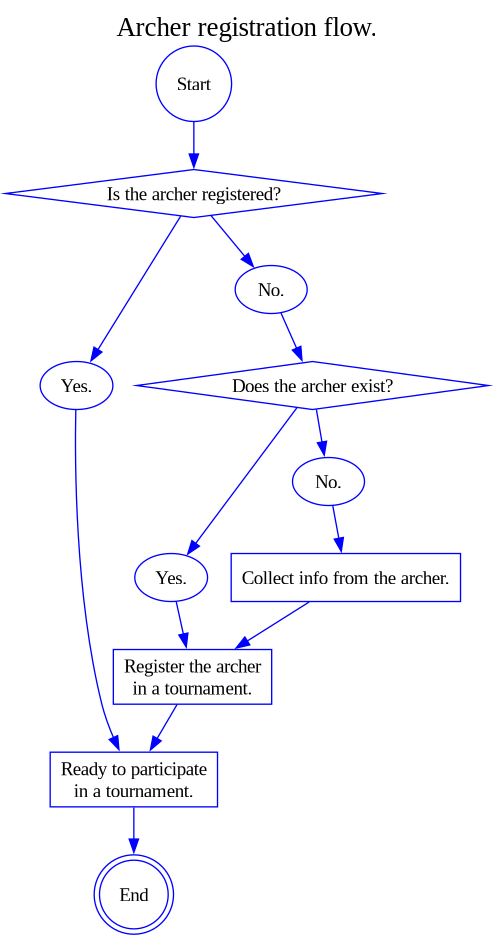 Archer registration flow.
Start
Is the archer registered?
No.
Yes.
Does the archer exist?
No.
Yes.
Collect info from the archer.
Register the archer
in a tournament.
Ready to participate
in a tournament.
End